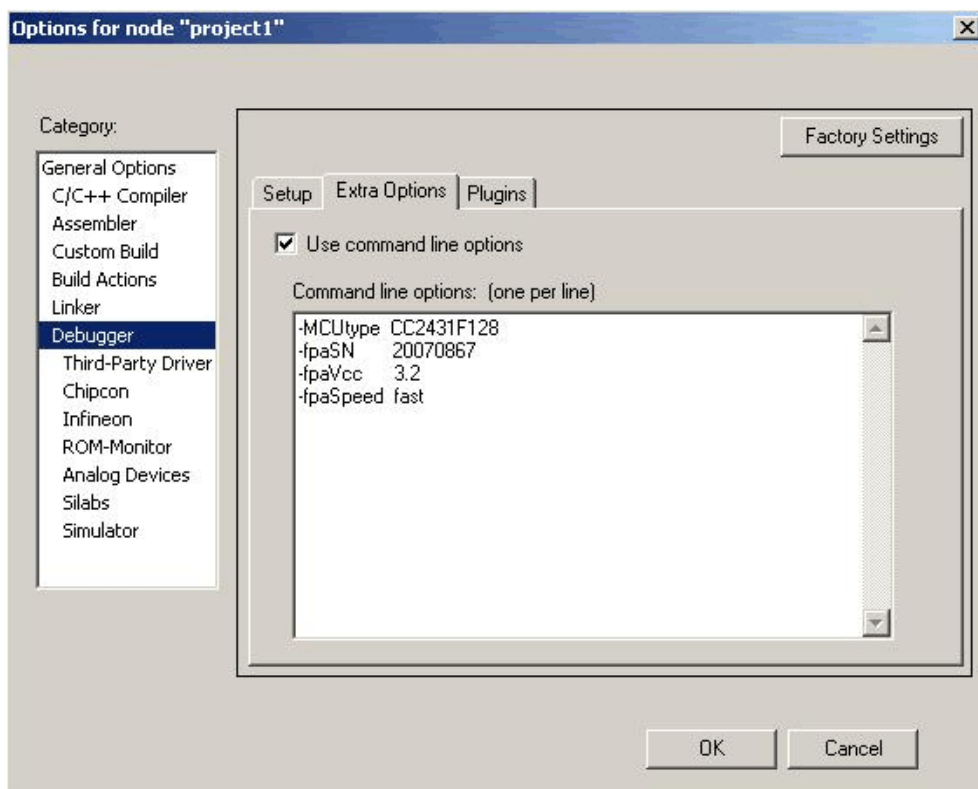 Options for node "project1"
Category:
Factory Settings
General Options
C/C++ Compiler
Assembler
Custom Build
Build Actions
Linker
Debugger
Third-Party Driver
Chipcon
Infineon
ROM-Monitor
Analog Devices
Silabs
Simulator
Setup Extra Options Plugins
Use command line options
Command line options: (one per line)
-MCUtype CC2431F128
-fpaSN 20070867
-fpaVcc 3.2
-fpaSpeed fast
OK Cancel